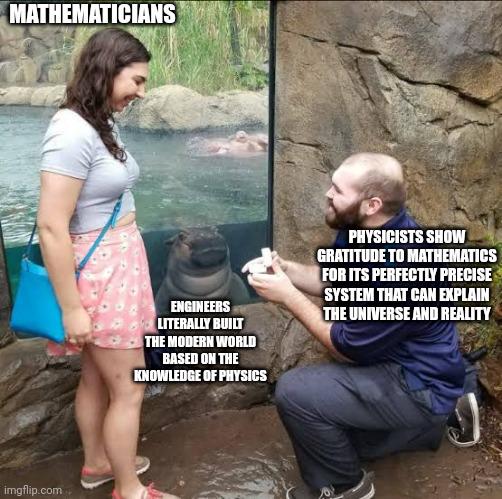 MATHEMATICIANS
PHYSICISTS SHOW
GRATITUDE TO MATHEMATICS
FOR ITS PERFECTLY PRECISE
SYSTEM THAT CAN EXPLAIN
THE UNIVERSE AND REALITY
ENGINEERS
LITERALLY BUILT
THE MODERN WORLD
BASED ON THE
KNOWLEDGE OF PHYSICS
imgflip.com